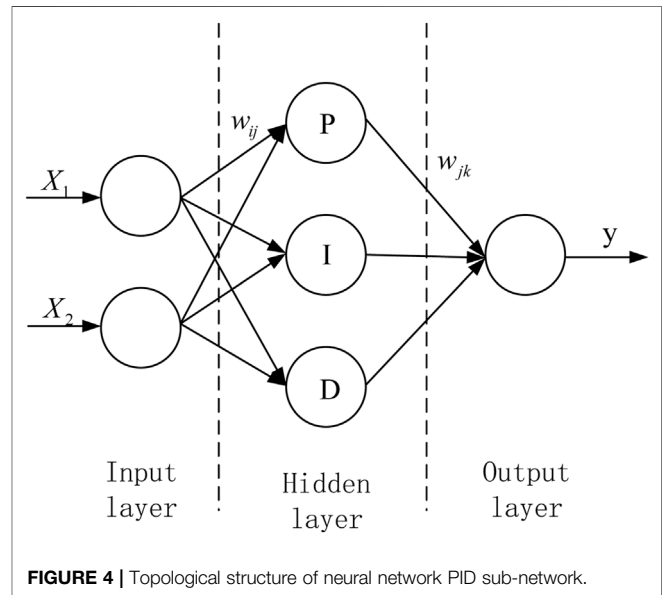 w_ij
P
X_1
w_jk
I
y
X_2
D
Input
layer
Hidden
layer
Output
layer
FIGURE 4 | Topological structure of neural network PID sub-network.